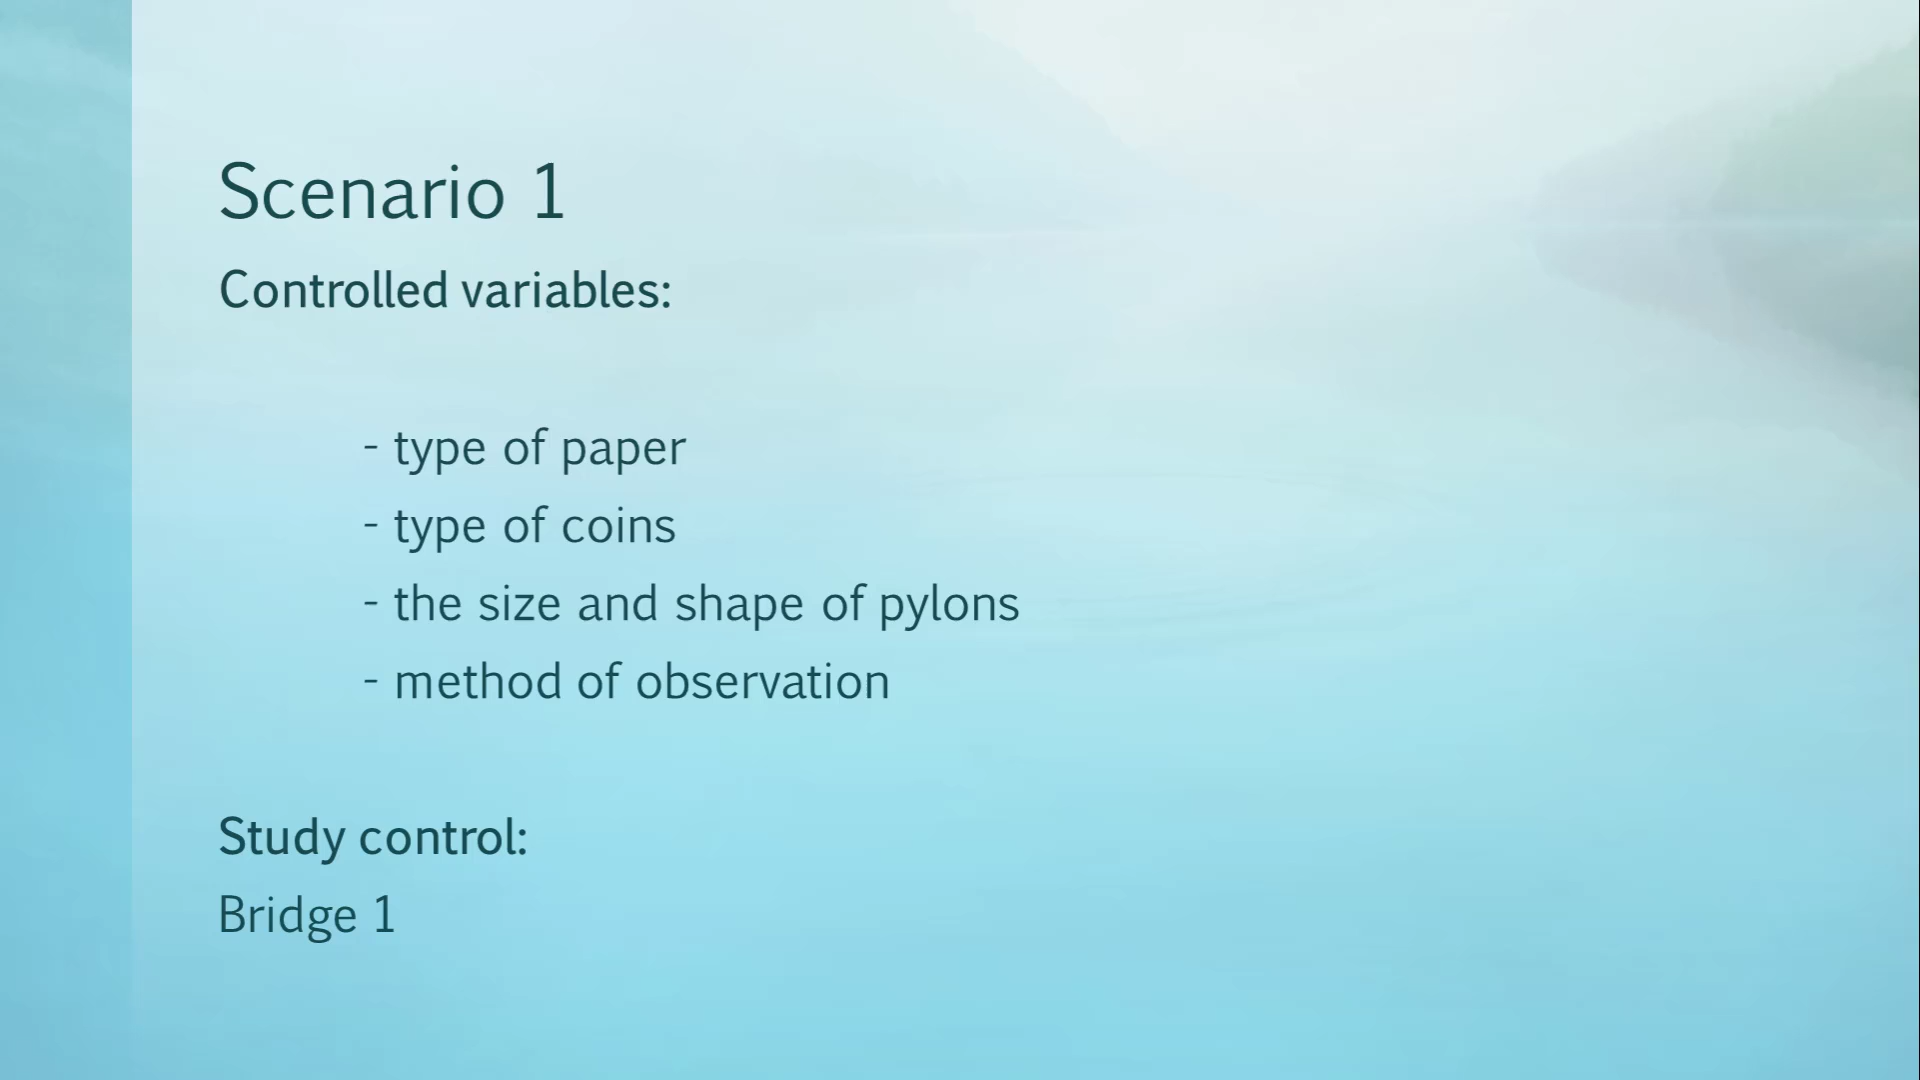 Scenario 1
Controlled variables:
- type of paper
- type of coins
- the size and shape of pylons
- method of observation
Study control:
Bridge 1